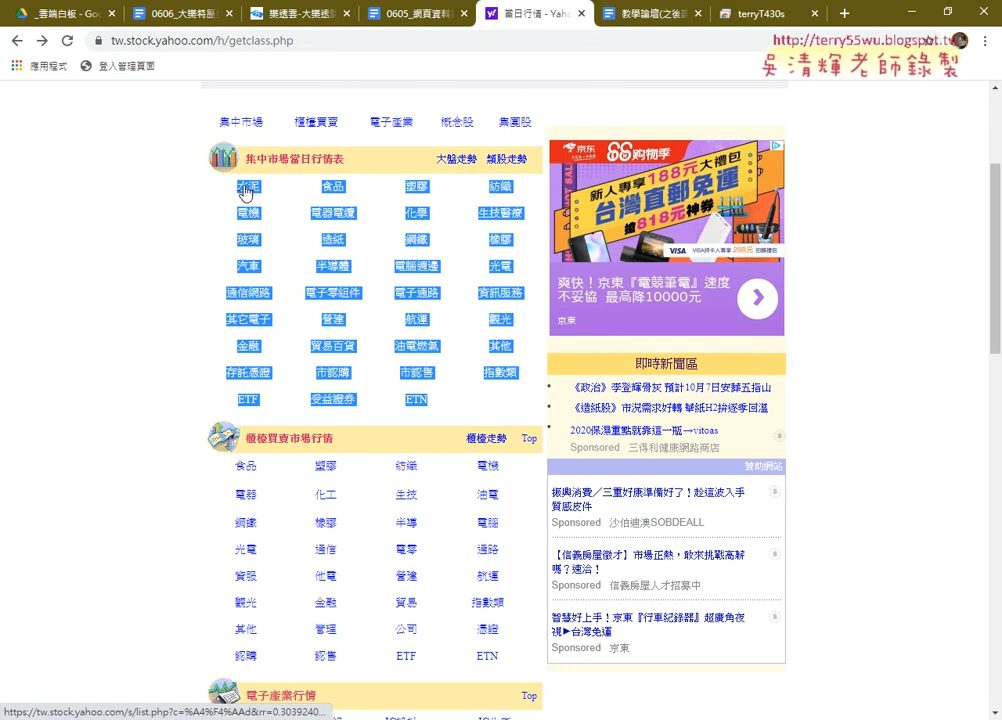 _雲端白板 - Goo
0606_大樂特歷
樂透雲-大樂透
0605_網頁資料
當日行情 - Yaho
教學論壇(之後
terryT430s
tw.stock.yahoo.com/h/getclass.php
http://terry55wu.blogspot.tw
吳清輝老師錄製
應用程式
登入管理頁面
集中市場 櫃檯買賣 電子產業 概念股 集團股
集中市場當日行情表 大盤走勢 類股走勢
水泥 食品 塑膠 紡織
電機 電器電纜 化學 生技醫療
玻璃 造紙 鋼鐵 橡膠
汽車 半導體 電腦週邊 光電
通信網路 電子零組件 電子通路 資訊服務
其它電子 營建 航運 觀光
金融 貿易百貨 油電燃氣 其他
存託憑證 市認購 市認售 指數類
ETF 受益證券 ETN
櫃檯買賣市場行情 櫃檯走勢 Top
食品 塑膠 紡織 電機
電器 化工 生技 油電
鋼鐵 橡膠 半導 電腦
光電 通信 電零 通路
資服 他電 營建 航運
觀光 金融 貿易 指數類
其他 管理 公司 憑證
認購 認售 ETF ETN
電子產業行情 Top
京东
66购物季
新人專享188元大禮包
台灣直郵免運
搶818元神券
VISA
爽快！京東『電競筆電』速度
不妥協 最高降10000元
京東
即時新聞區
《政治》李登輝骨灰 預計10月7日安葬五指山
《造紙股》市況需求好轉 華紙H2拚逐季回溫
2020保濕重點就靠這一瓶→vitoas
Sponsored 三得利健康網路商店
贊助網站
振興消費／三重好康準備好了！趁這波入手
質感皮件
Sponsored 沙伯迪澳SOBDEALL
【信義房屋徵才】市場正熱，敢來挑戰高薪
嗎？速洽！
Sponsored 信義房屋人才招募中
智慧好上手！京東『行車紀錄器』超廣角夜
視▶台灣免運
Sponsored 京東
https://tw.stock.yahoo.com/s/list.php?c=%A4%F4%AAd&rr=0.3039240...